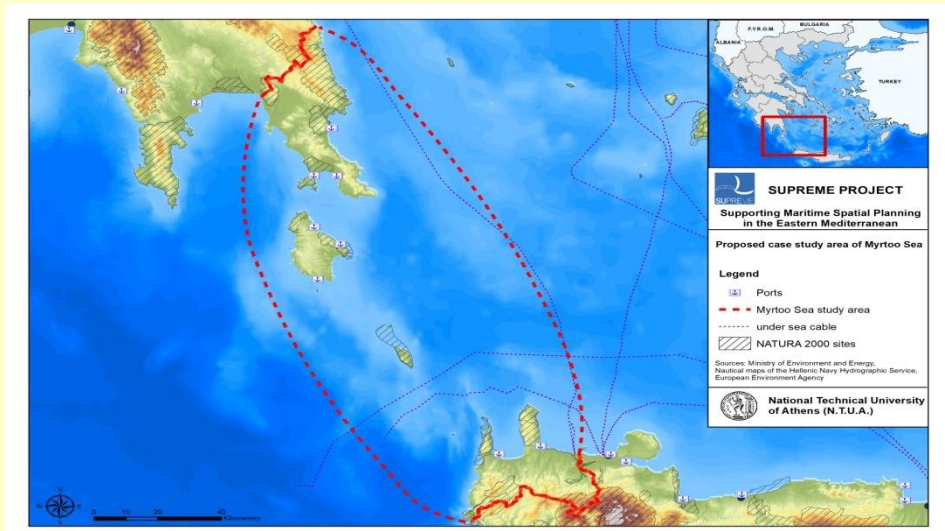 F.Y.R.O.M.
BULGARIA
ALBANIA
TURKEY
SUPREME
SUPREME PROJECT
Supporting Maritime Spatial Planning
in the Eastern Mediterranean
Proposed case study area of Myrtoo Sea
Legend
Ports
Myrtoo Sea study area
under sea cable
NATURA 2000 sites
Sources: Ministry of Environment and Energy,
Nautical maps of the Hellenic Navy Hydrographic Service,
European Environment Agency
National Technical University
of Athens (N.T.U.A.)
N
W E
S
0 10 20 40
Kilometers